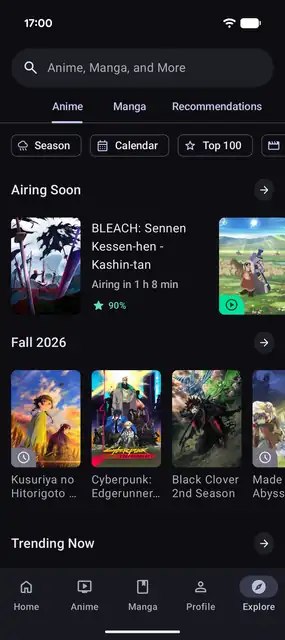 17:00
Anime, Manga, and More
Anime
Manga
Recommendations
Season
Calendar
Top 100
Airing Soon
BLEACH: Sennen
Kessen-hen -
Kashin-tan
Airing in 1 h 8 min
90%
Fall 2026
Kusuriya no
Hitorigoto ...
Cyberpunk:
Edgerunner...
Black Clover
2nd Season
Made
Abyss
Trending Now
Home
Anime
Manga
Profile
Explore